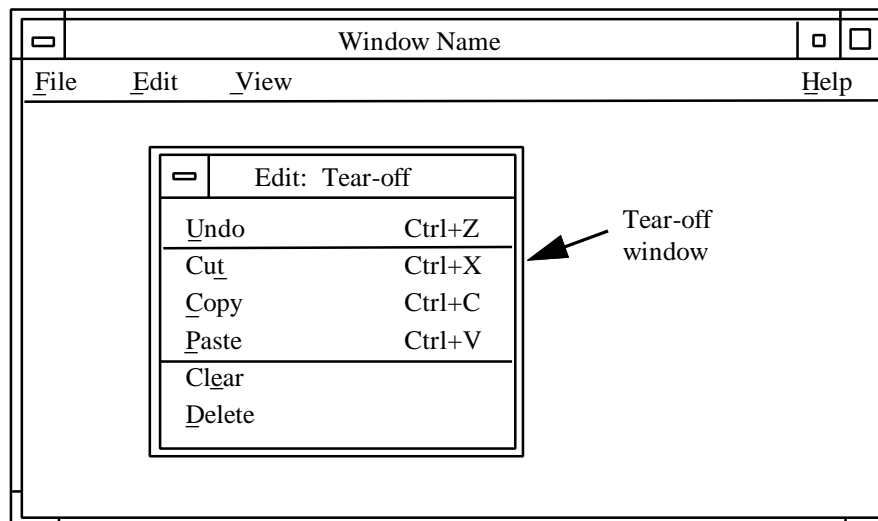 Window Name
File Edit View Help
Edit: Tear-off
Undo Ctrl+Z
Cut Ctrl+X
Copy Ctrl+C
Paste Ctrl+V
Clear
Delete
Tear-off
window